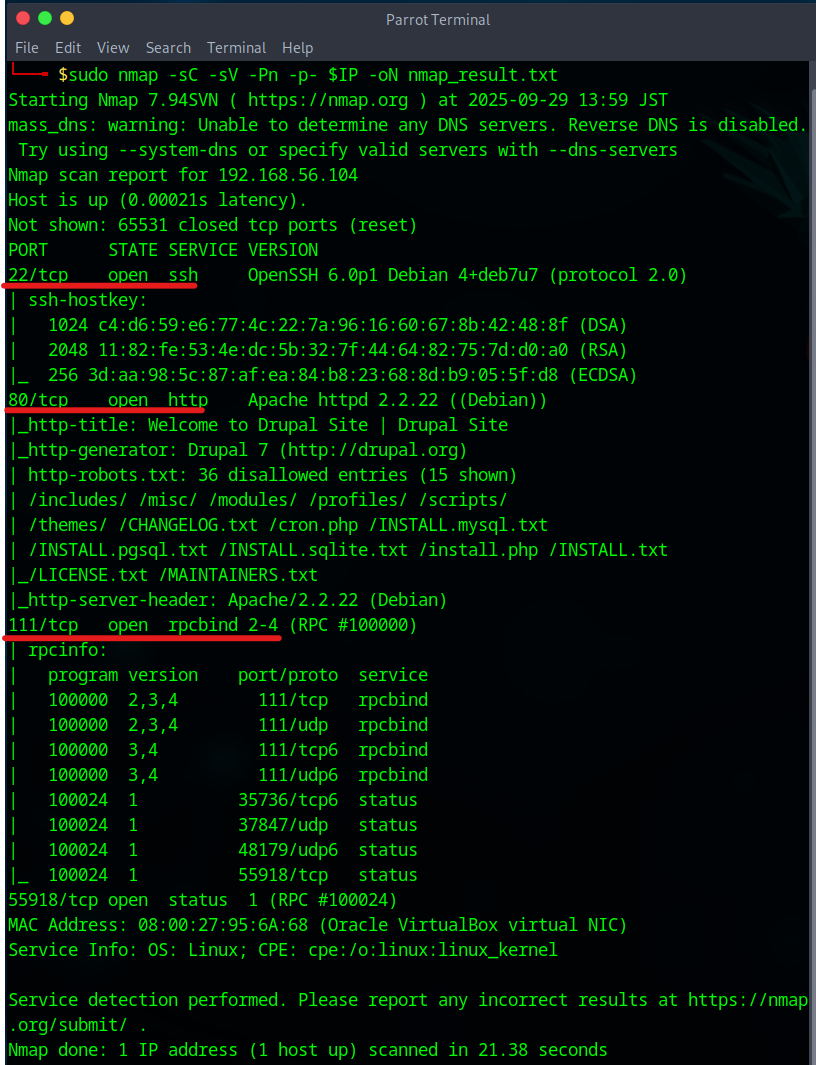 Parrot Terminal
File Edit View Search Terminal Help
$sudo nmap -sC -sV -Pn -p- $IP -oN nmap_result.txt
Starting Nmap 7.94SVN ( https://nmap.org ) at 2025-09-29 13:59 JST
mass_dns: warning: Unable to determine any DNS servers. Reverse DNS is disabled.
 Try using --system-dns or specify valid servers with --dns-servers
Nmap scan report for 192.168.56.104
Host is up (0.00021s latency).
Not shown: 65531 closed tcp ports (reset)
PORT      STATE SERVICE VERSION
22/tcp    open  ssh     OpenSSH 6.0p1 Debian 4+deb7u7 (protocol 2.0)
| ssh-hostkey:
|   1024 c4:d6:59:e6:77:4c:22:7a:96:16:60:67:8b:42:48:8f (DSA)
|   2048 11:82:fe:53:4e:dc:5b:32:7f:44:64:82:75:7d:d0:a0 (RSA)
|_  256 3d:aa:98:5c:87:af:ea:84:b8:23:68:8d:b9:05:5f:d8 (ECDSA)
80/tcp    open  http    Apache httpd 2.2.22 ((Debian))
|_http-title: Welcome to Drupal Site | Drupal Site
|_http-generator: Drupal 7 (http://drupal.org)
| http-robots.txt: 36 disallowed entries (15 shown)
| /includes/ /misc/ /modules/ /profiles/ /scripts/
| /themes/ /CHANGELOG.txt /cron.php /INSTALL.mysql.txt
| /INSTALL.pgsql.txt /INSTALL.sqlite.txt /install.php /INSTALL.txt
|_/LICENSE.txt /MAINTAINERS.txt
|_http-server-header: Apache/2.2.22 (Debian)
111/tcp   open  rpcbind 2-4 (RPC #100000)
| rpcinfo:
|   program version    port/proto  service
|   100000  2,3,4        111/tcp   rpcbind
|   100000  2,3,4        111/udp   rpcbind
|   100000  3,4          111/tcp6  rpcbind
|   100000  3,4          111/udp6  rpcbind
|   100024  1          35736/tcp6  status
|   100024  1          37847/udp   status
|   100024  1          48179/udp6  status
|_  100024  1          55918/tcp   status
55918/tcp open  status  1 (RPC #100024)
MAC Address: 08:00:27:95:6A:68 (Oracle VirtualBox virtual NIC)
Service Info: OS: Linux; CPE: cpe:/o:linux:linux_kernel

Service detection performed. Please report any incorrect results at https://nmap
.org/submit/ .
Nmap done: 1 IP address (1 host up) scanned in 21.38 seconds